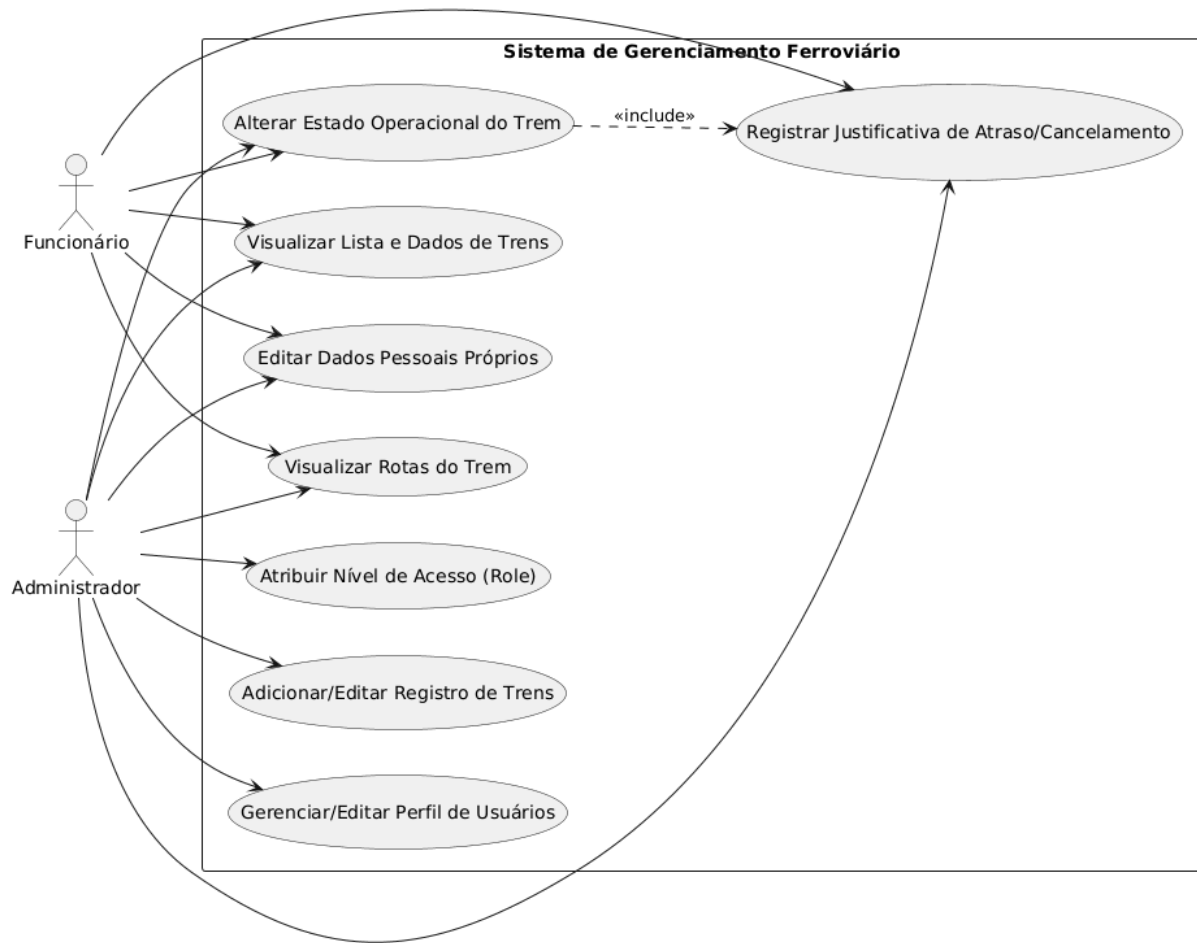 Sistema de Gerenciamento Ferroviário
Alterar Estado Operacional do Trem
«include»
Registrar Justificativa de Atraso/Cancelamento
Funcionário
Visualizar Lista e Dados de Trens
Editar Dados Pessoais Próprios
Visualizar Rotas do Trem
Administrador
Atribuir Nível de Acesso (Role)
Adicionar/Editar Registro de Trens
Gerenciar/Editar Perfil de Usuários